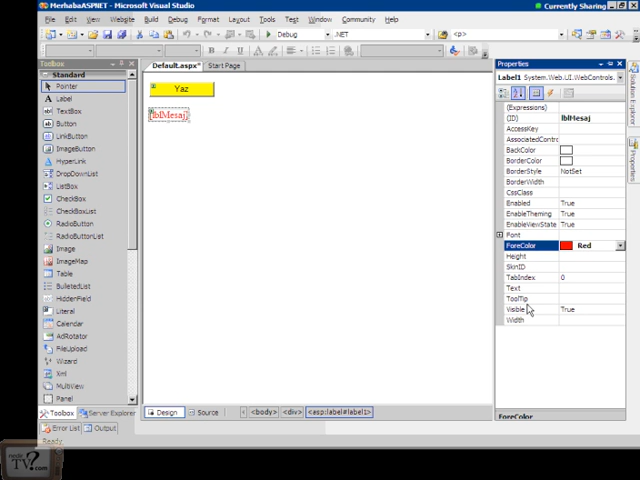 MerhabaASPNET - Microsoft Visual Studio
Currently Sharing
File Edit View Website Build Debug Format Layout Tools Test Window Community Help
Debug .NET <p>
Toolbox
Standard
Pointer
Label
TextBox
Button
LinkButton
ImageButton
HyperLink
DropDownList
ListBox
CheckBox
CheckBoxList
RadioButton
RadioButtonList
Image
ImageMap
Table
BulletedList
HiddenField
Literal
Calendar
AdRotator
FileUpload
Wizard
Xml
MultiView
Panel
Toolbox Server Explorer
Error List Output
Ready
Default.aspx* Start Page
Yaz
[lblMesaj]
Design Source <body> <div> <asp:label#label1>
Properties
Label1 System.Web.UI.WebControls.
(Expressions)
(ID) lblMesaj
AccessKey
AssociatedContro
BackColor
BorderColor
BorderStyle NotSet
BorderWidth
CssClass
Enabled True
EnableTheming True
EnableViewState True
Font
ForeColor Red
Height
SkinID
TabIndex 0
Text
ToolTip
Visible True
Width
ForeColor
Solution Explorer
Properties
TV?.com